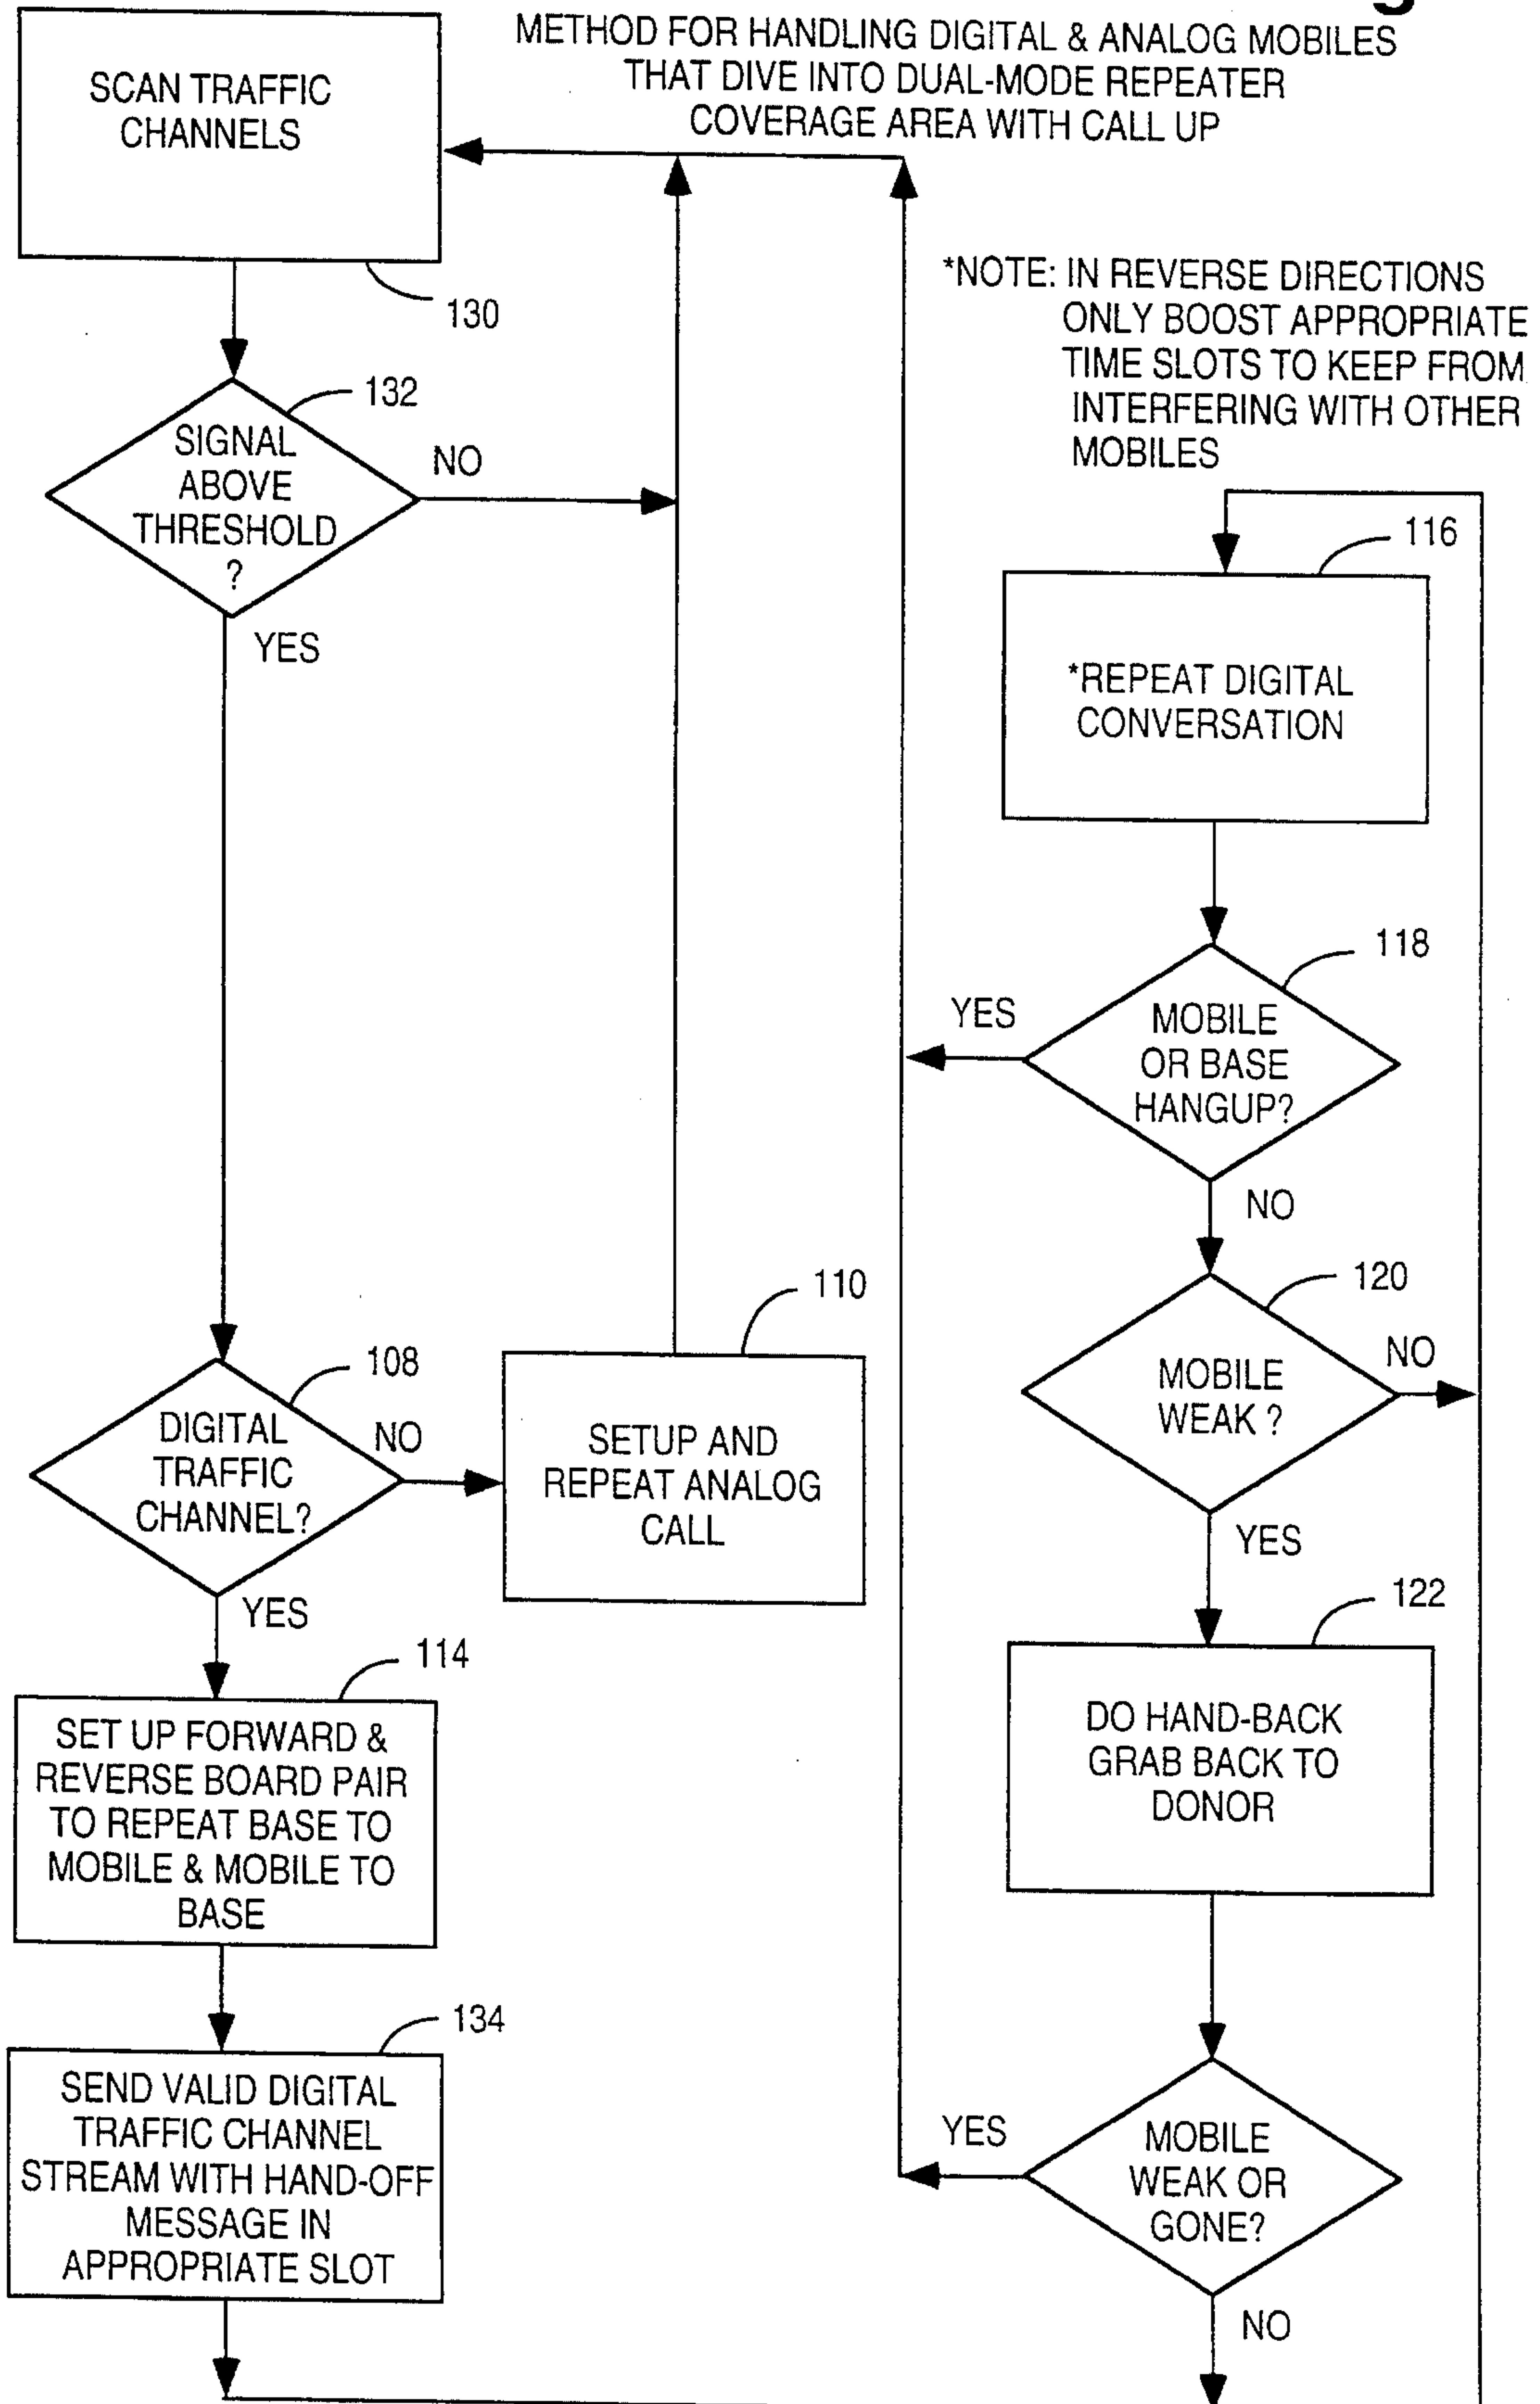 METHOD FOR HANDLING DIGITAL & ANALOG MOBILES
THAT DIVE INTO DUAL-MODE REPEATER
COVERAGE AREA WITH CALL UP
SCAN TRAFFIC
CHANNELS
130
132
SIGNAL
ABOVE
THRESHOLD
?
NO
YES
108
DIGITAL
TRAFFIC
CHANNEL?
NO
110
SETUP AND
REPEAT ANALOG
CALL
YES
114
SET UP FORWARD &
REVERSE BOARD PAIR
TO REPEAT BASE TO
MOBILE & MOBILE TO
BASE
134
SEND VALID DIGITAL
TRAFFIC CHANNEL
STREAM WITH HAND-OFF
MESSAGE IN
APPROPRIATE SLOT
*NOTE: IN REVERSE DIRECTIONS
ONLY BOOST APPROPRIATE
TIME SLOTS TO KEEP FROM
INTERFERING WITH OTHER
MOBILES
116
*REPEAT DIGITAL
CONVERSATION
118
YES
MOBILE
OR BASE
HANGUP?
NO
120
MOBILE
WEAK ?
NO
YES
122
DO HAND-BACK
GRAB BACK TO
DONOR
YES
MOBILE
WEAK OR
GONE?
NO